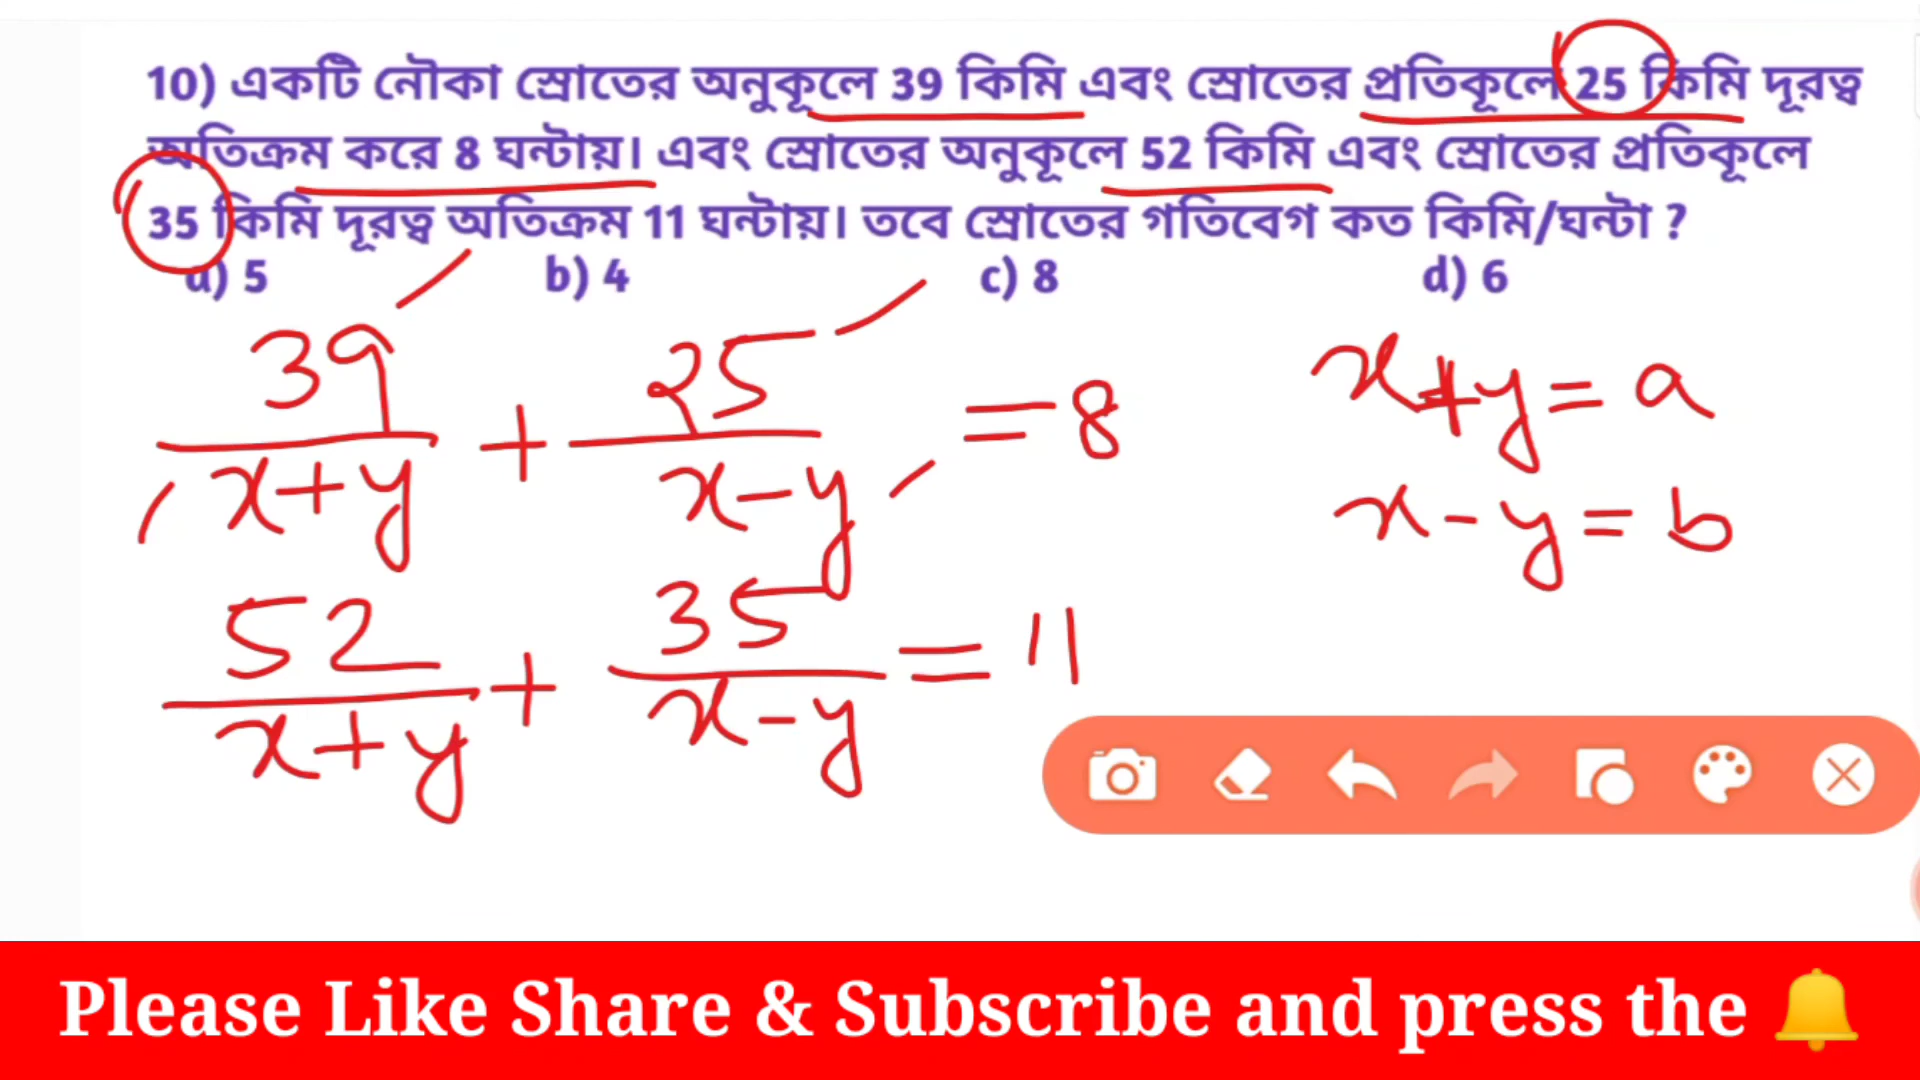 10) একটি নৌকা স্রোতের অনুকূলে 39 কিমি এবং স্রোতের প্রতিকূলে 25 কিমি দূরত্ব
অতিক্রম করে 8 ঘন্টায়। এবং স্রোতের অনুকূলে 52 কিমি এবং স্রোতের প্রতিকূলে
35 কিমি দূরত্ব অতিক্রম 11 ঘন্টায়। তবে স্রোতের গতিবেগ কত কিমি/ঘন্টা ?
a) 5 b) 4 c) 8 d) 6
39/(x+y) + 25/(x-y) = 8
x+y = a
x-y = b
52/(x+y) + 35/(x-y) = 11
Please Like Share & Subscribe and press the 🔔